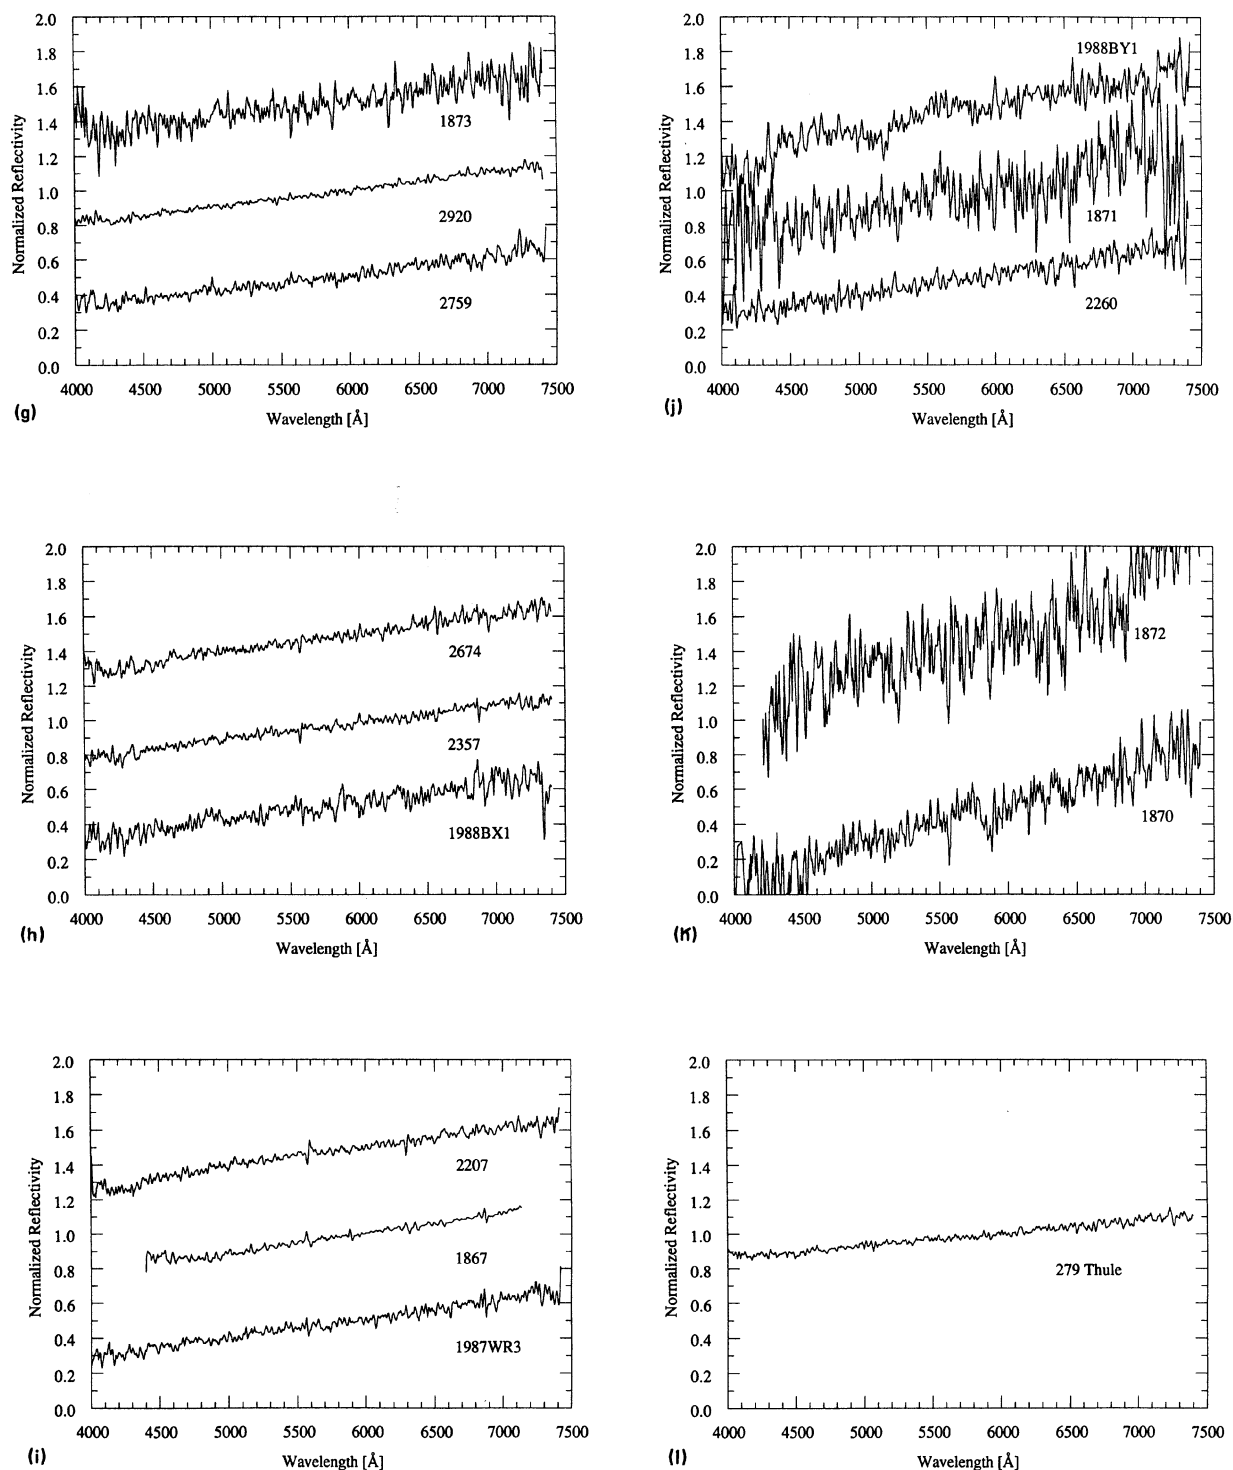 2.0
1.8
1.6
1.4
1.2
1.0
0.8
0.6
0.4
0.2
0.0
Normalized Reflectivity
1873
2920
2759
4000 4500 5000 5500 6000 6500 7000 7500
Wavelength [Å]
(g)
2.0
1.8
1.6
1.4
1.2
1.0
0.8
0.6
0.4
0.2
0.0
Normalized Reflectivity
1988BY1
1871
2260
4000 4500 5000 5500 6000 6500 7000 7500
Wavelength [Å]
(j)
2.0
1.8
1.6
1.4
1.2
1.0
0.8
0.6
0.4
0.2
0.0
Normalized Reflectivity
2674
2357
1988BX1
4000 4500 5000 5500 6000 6500 7000 7500
Wavelength [Å]
(h)
2.0
1.8
1.6
1.4
1.2
1.0
0.8
0.6
0.4
0.2
0.0
Normalized Reflectivity
1872
1870
4000 4500 5000 5500 6000 6500 7000 7500
Wavelength [Å]
(k)
2.0
1.8
1.6
1.4
1.2
1.0
0.8
0.6
0.4
0.2
0.0
Normalized Reflectivity
2207
1867
1987WR3
4000 4500 5000 5500 6000 6500 7000 7500
Wavelength [Å]
(i)
2.0
1.8
1.6
1.4
1.2
1.0
0.8
0.6
0.4
0.2
0.0
Normalized Reflectivity
279 Thule
4000 4500 5000 5500 6000 6500 7000 7500
Wavelength [Å]
(l)